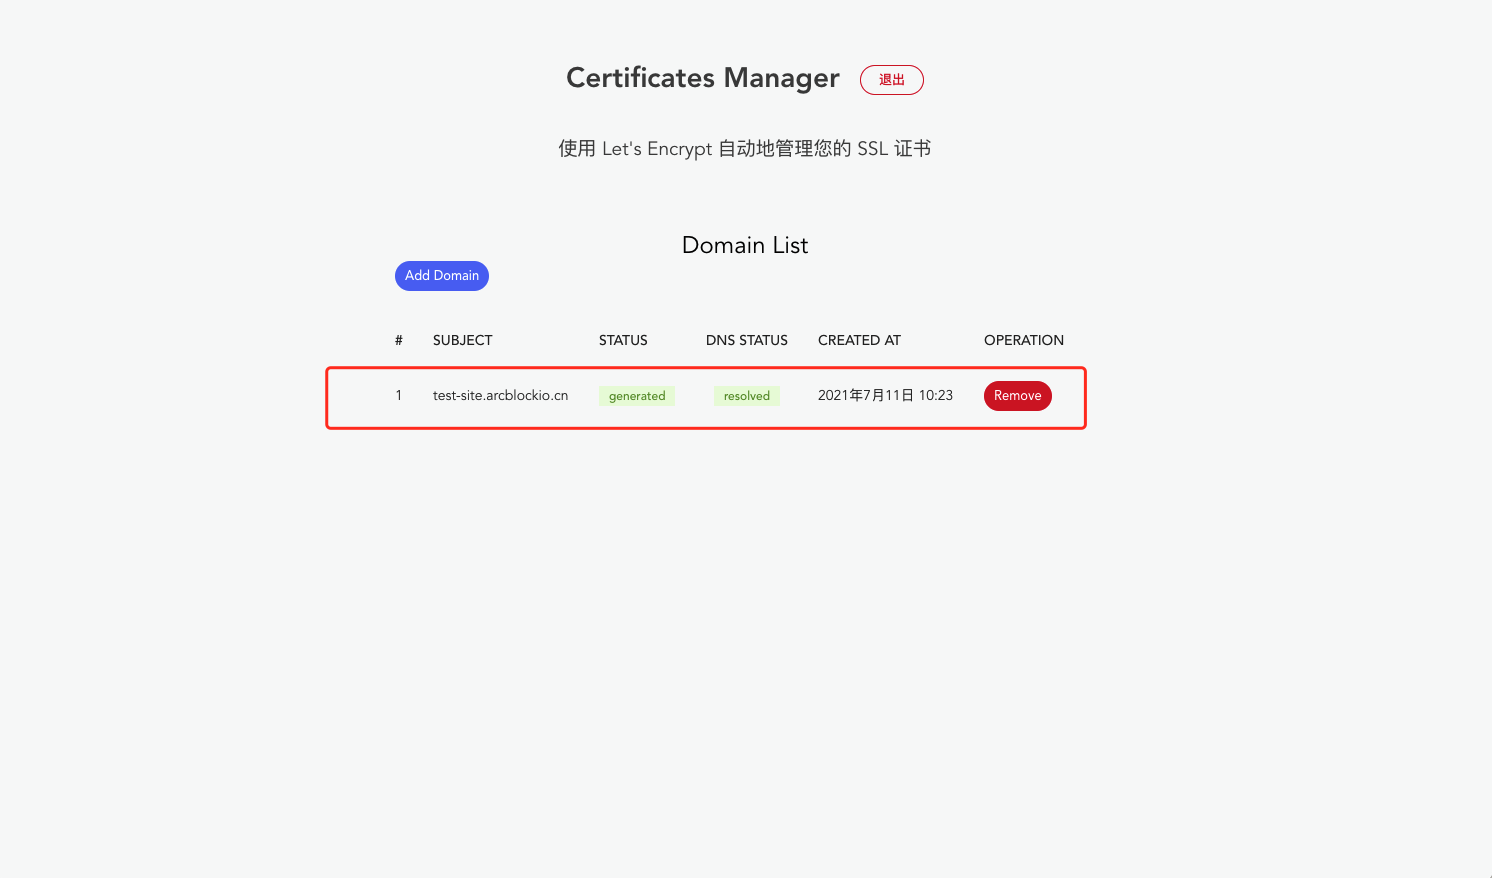 Certificates Manager 退出
使用 Let's Encrypt 自动地管理您的 SSL 证书
Domain List
Add Domain
# SUBJECT STATUS DNS STATUS CREATED AT OPERATION
1 test-site.arcblockio.cn generated resolved 2021年7月11日 10:23 Remove